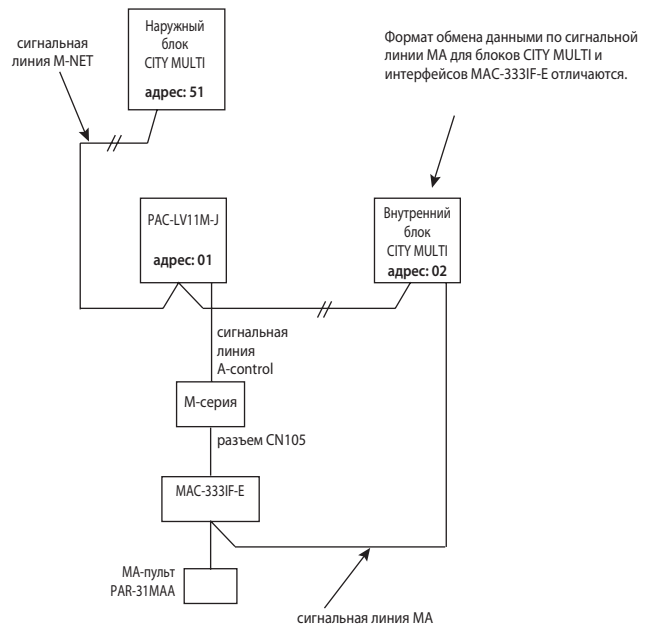 сигнальная
линия M-NET
Наружный
блок
CITY MULTI
адрес: 51
Формат обмена данными по сигнальной
линии МА для блоков CITY MULTI и
интерфейсов MAC-333IF-E отличаются.
PAC-LV11M-J
адрес: 01
Внутренний
блок
CITY MULTI
адрес: 02
сигнальная
линия
A-control
М-серия
разъем CN105
MAC-333IF-E
МА-пульт
PAR-31MAA
сигнальная линия МА